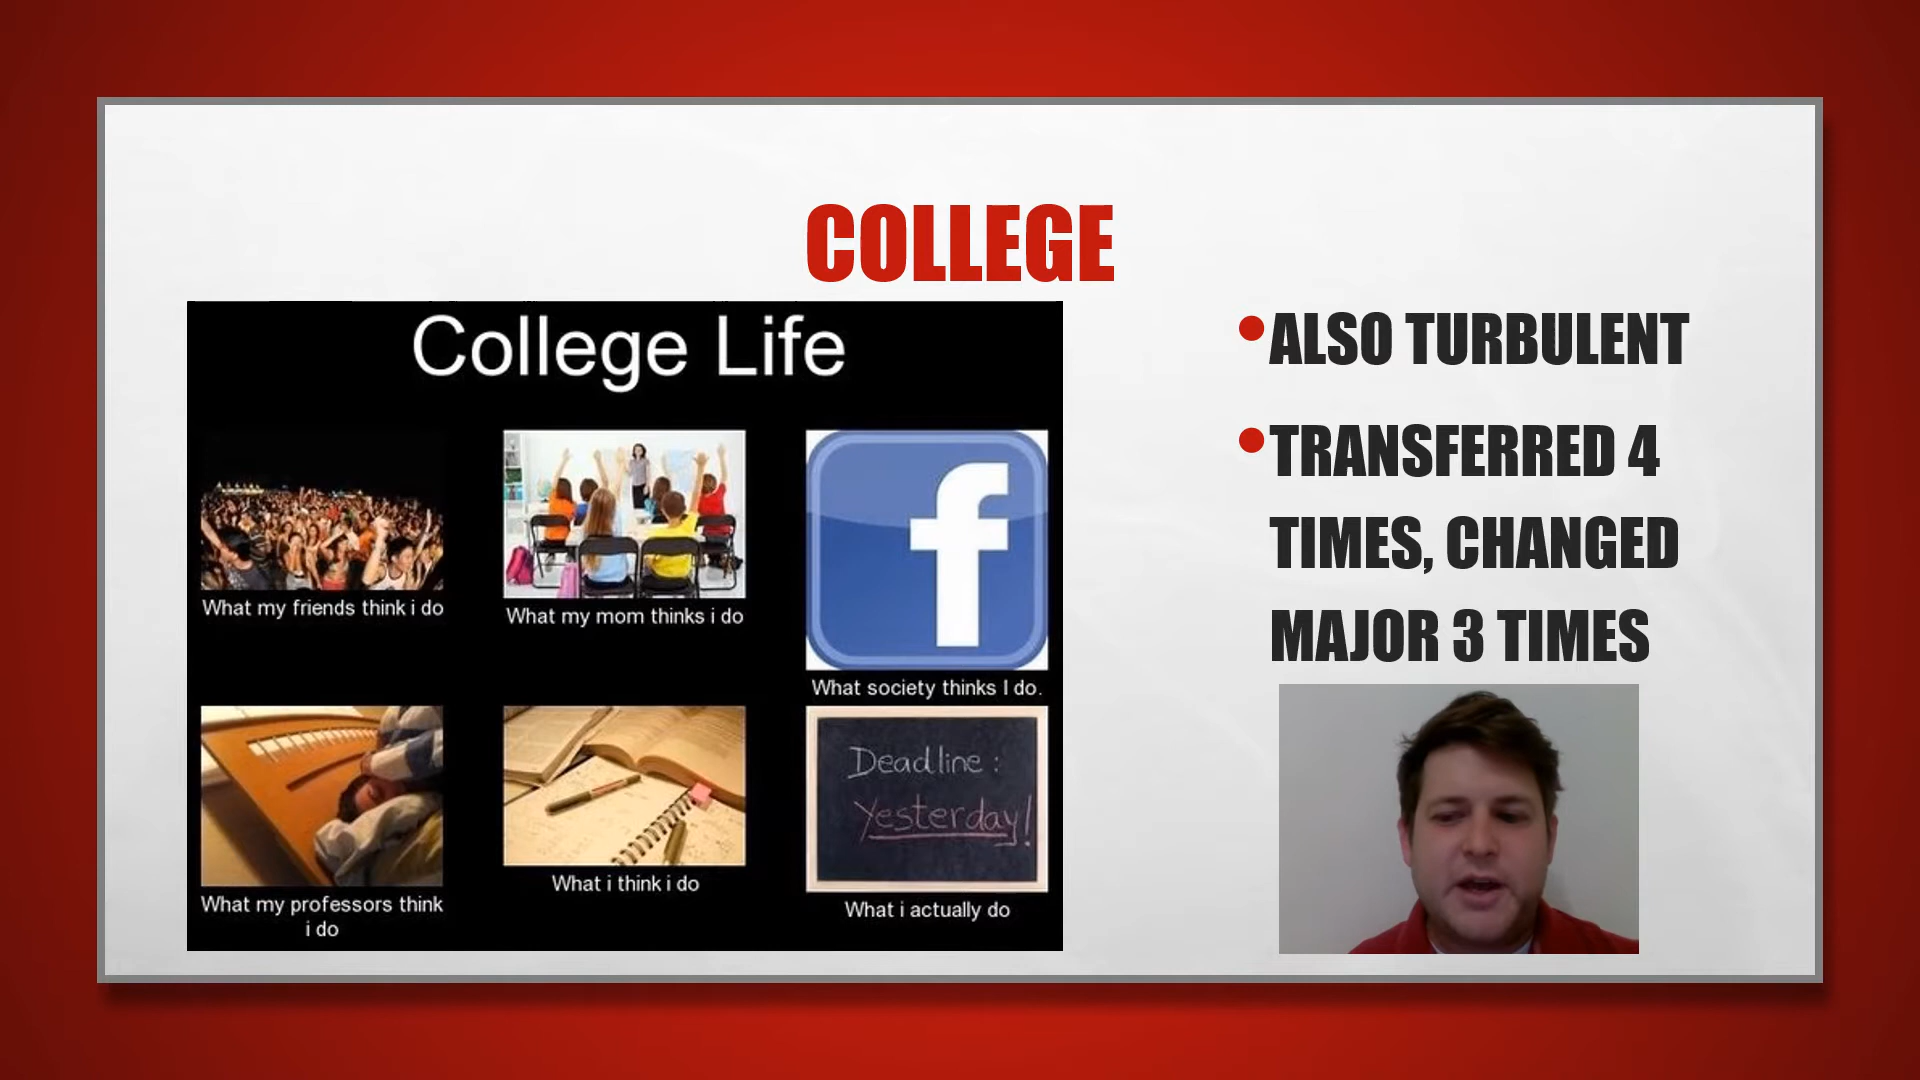 COLLEGE
College Life
What my friends think i do
What my mom thinks i do
f
What society thinks I do.
What my professors think
i do
What i think i do
Deadline :
Yesterday!
What i actually do
•ALSO TURBULENT
•TRANSFERRED 4
TIMES, CHANGED
MAJOR 3 TIMES